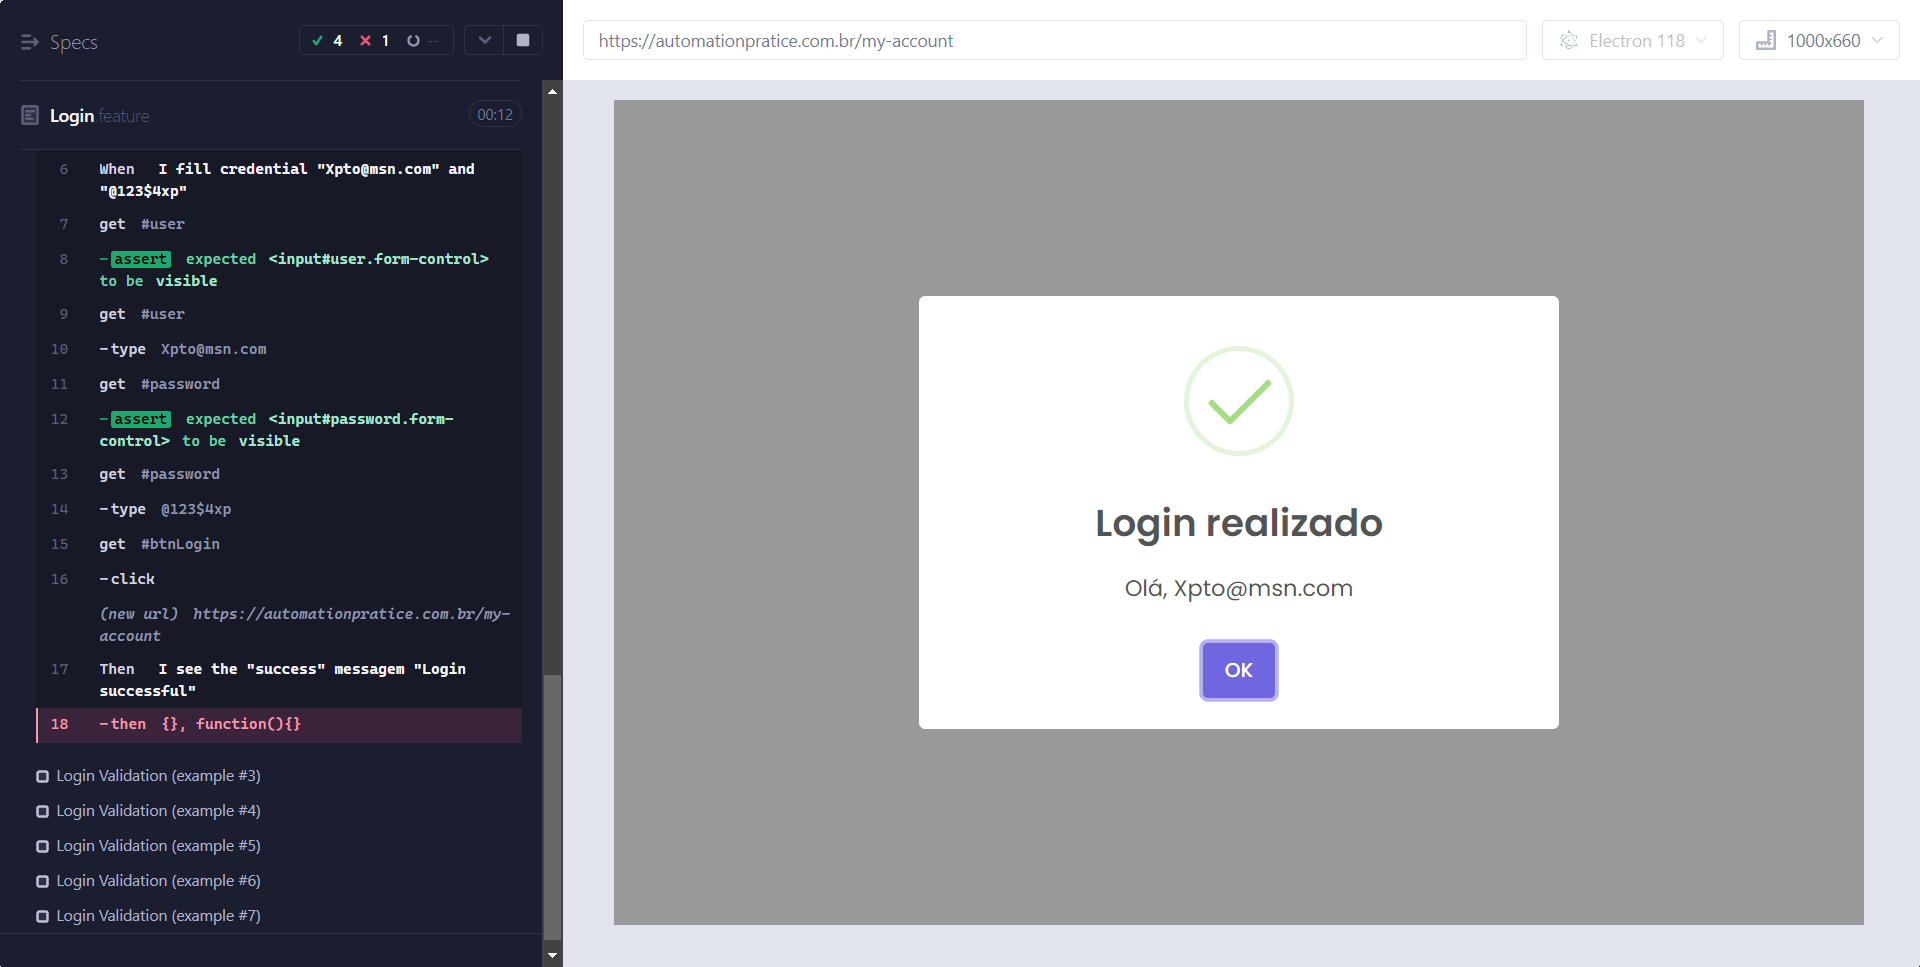 Specs
4 1 --
Login feature
00:12
6 When I fill credential "Xpto@msn.com" and
"@123$4xp"
7 get #user
8 -assert expected <input#user.form-control>
to be visible
9 get #user
10 -type Xpto@msn.com
11 get #password
12 -assert expected <input#password.form-
control> to be visible
13 get #password
14 -type @123$4xp
15 get #btnLogin
16 -click
(new url) https://automationpratice.com.br/my-
account
17 Then I see the "success" messagem "Login
successful"
18 -then {}, function(){}
Login Validation (example #3)
Login Validation (example #4)
Login Validation (example #5)
Login Validation (example #6)
Login Validation (example #7)
https://automationpratice.com.br/my-account
Electron 118
1000x660
Login realizado
Olá, Xpto@msn.com
OK